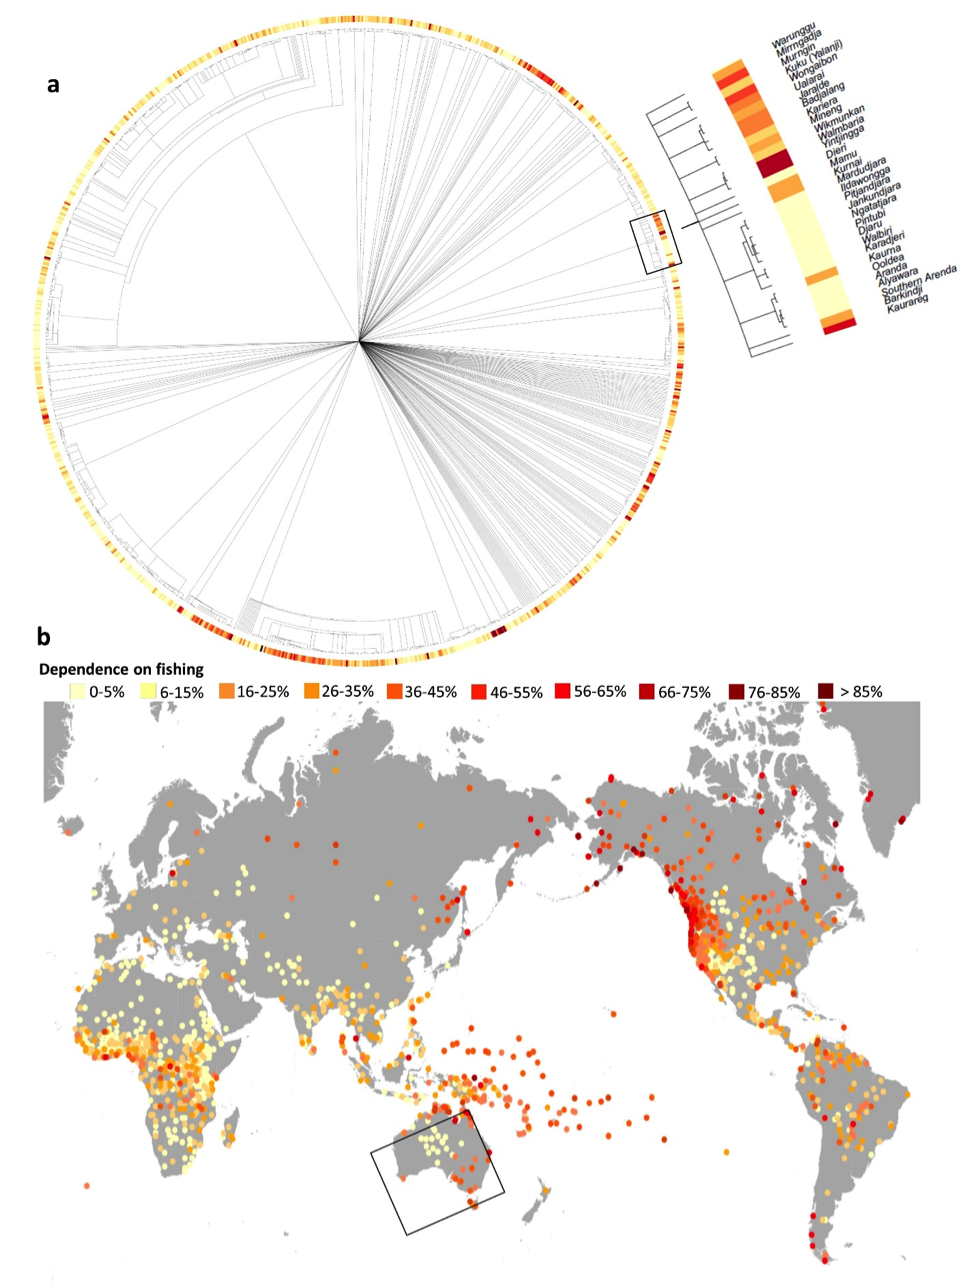 a
Warunggu
Mirrngadja
Murngin
Kuku (Yalanji)
Wongaibon
Ualarai
Jaralde
Badjalang
Kariera
Mineng
Wikmunkan
Walmbaria
Yintjingga
Dieri
Mamu
Kurnai
Mardudjara
Ildawongga
Pitjandjara
Jankundjara
Ngatatjara
Pintubi
Djaru
Walbiri
Karadjeri
Kaurna
Ooldea
Aranda
Alyawara
Southern Arenda
Barkindji
Kaurareg
b
Dependence on fishing
0-5% 6-15% 16-25% 26-35% 36-45% 46-55% 56-65% 66-75% 76-85% > 85%